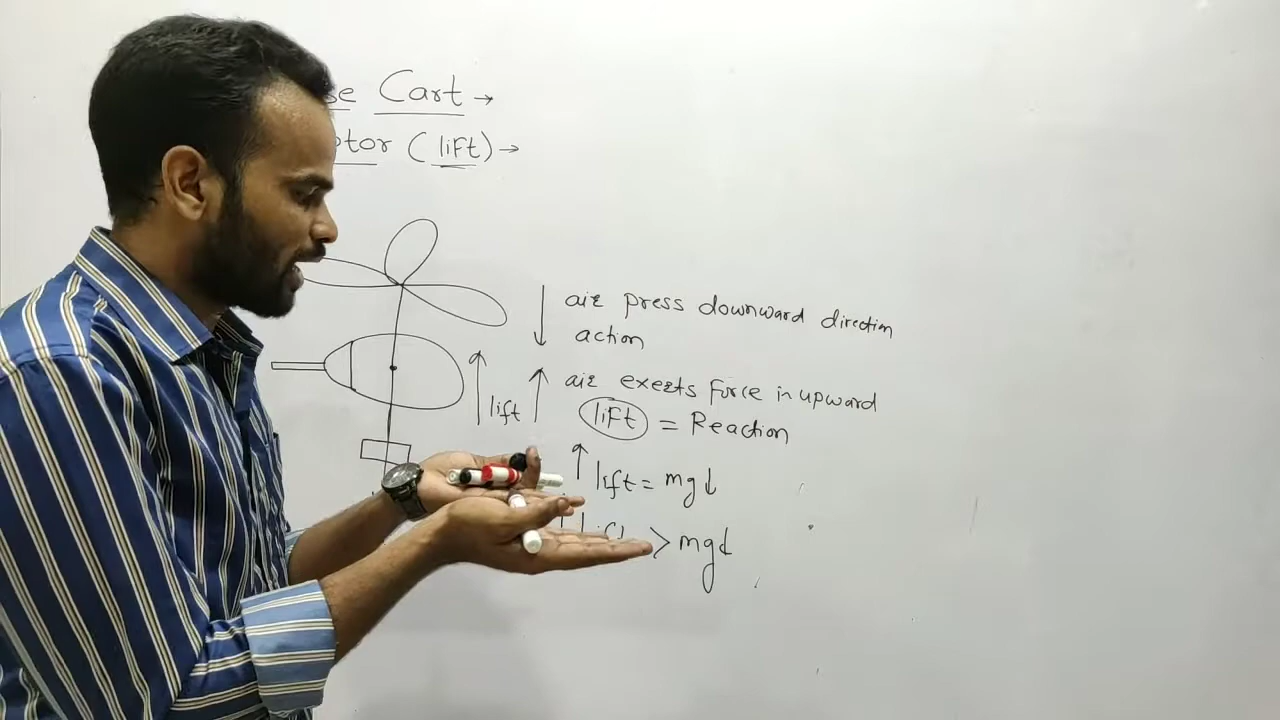 Cart →
(lift) →
air press downward direction
action
air exerts force in upward
lift
(lift) = Reaction
↑ lift = mg↓
> mg↓